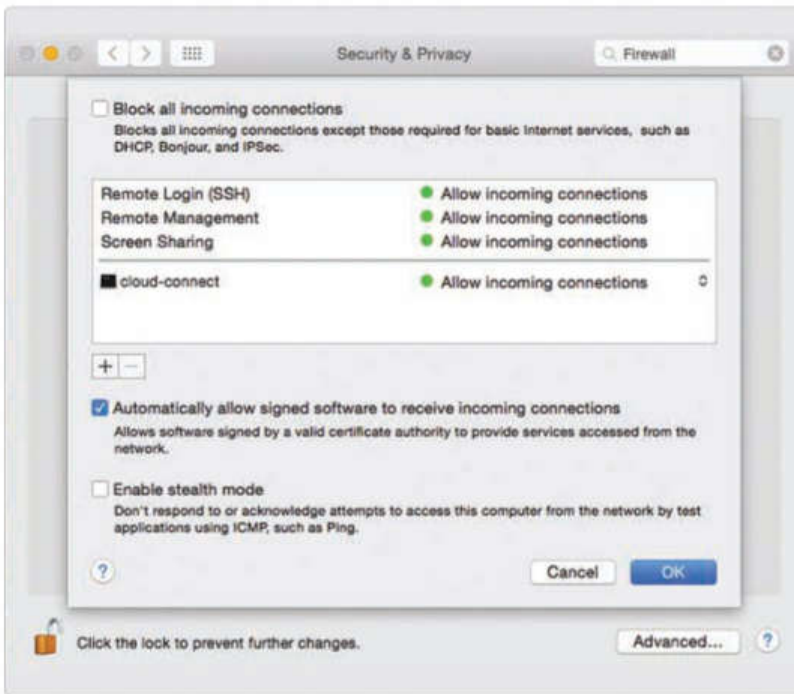 Security & Privacy
Firewall
Block all incoming connections
Blocks all incoming connections except those required for basic Internet services, such as
DHCP, Bonjour, and IPSec.
Remote Login (SSH) Allow incoming connections
Remote Management Allow incoming connections
Screen Sharing Allow incoming connections
cloud-connect Allow incoming connections
+ −
Automatically allow signed software to receive incoming connections
Allows software signed by a valid certificate authority to provide services accessed from the
network.
Enable stealth mode
Don't respond to or acknowledge attempts to access this computer from the network by test
applications using ICMP, such as Ping.
? Cancel OK
Click the lock to prevent further changes. Advanced... ?